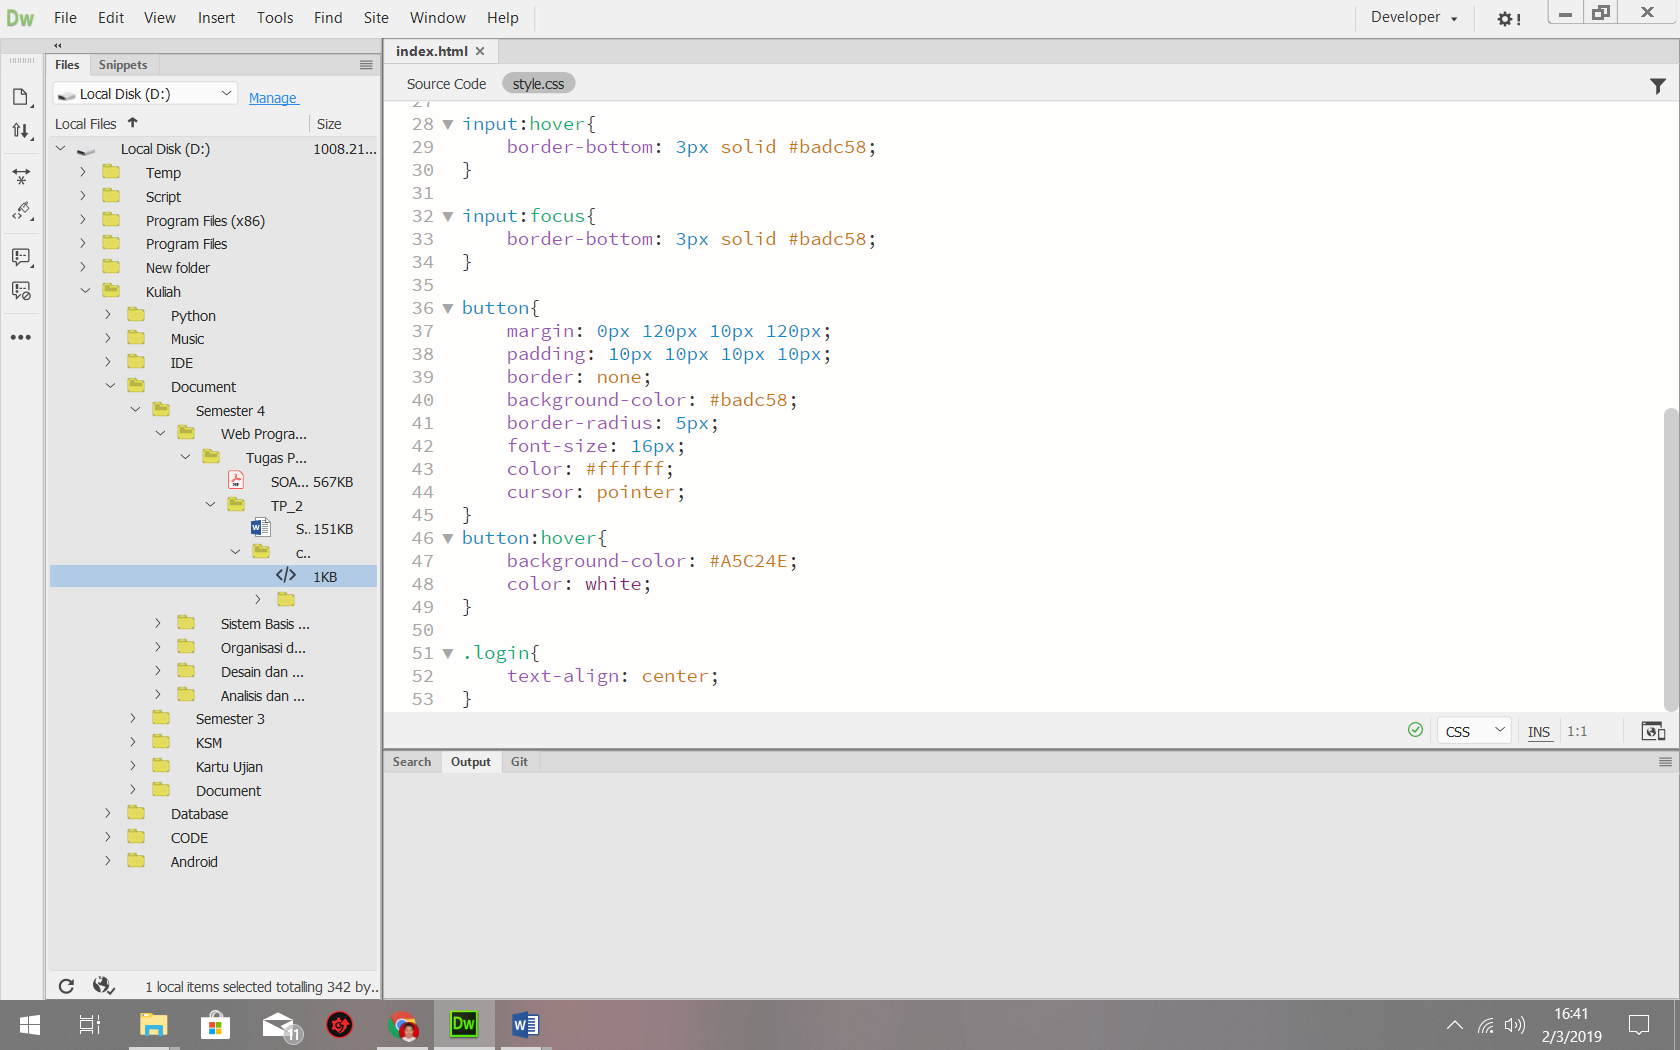 Dw File Edit View Insert Tools Find Site Window Help Developer
Files Snippets
Local Disk (D:) Manage
Local Files Size
Local Disk (D:) 1008.21...
Temp
Script
Program Files (x86)
Program Files
New folder
Kuliah
Python
Music
IDE
Document
Semester 4
Web Progra...
Tugas P...
SOA... 567KB
TP_2
S.. 151KB
c..
</> 1KB
Sistem Basis ...
Organisasi d...
Desain dan ...
Analisis dan ...
Semester 3
KSM
Kartu Ujian
Document
Database
CODE
Android
1 local items selected totalling 342 by..
index.html
Source Code style.css
27
28 input:hover{
29 border-bottom: 3px solid #badc58;
30 }
31
32 input:focus{
33 border-bottom: 3px solid #badc58;
34 }
35
36 button{
37 margin: 0px 120px 10px 120px;
38 padding: 10px 10px 10px 10px;
39 border: none;
40 background-color: #badc58;
41 border-radius: 5px;
42 font-size: 16px;
43 color: #ffffff;
44 cursor: pointer;
45 }
46 button:hover{
47 background-color: #A5C24E;
48 color: white;
49 }
50
51 .login{
52 text-align: center;
53 }
CSS INS 1:1
Search Output Git
11
Dw
16:41
2/3/2019